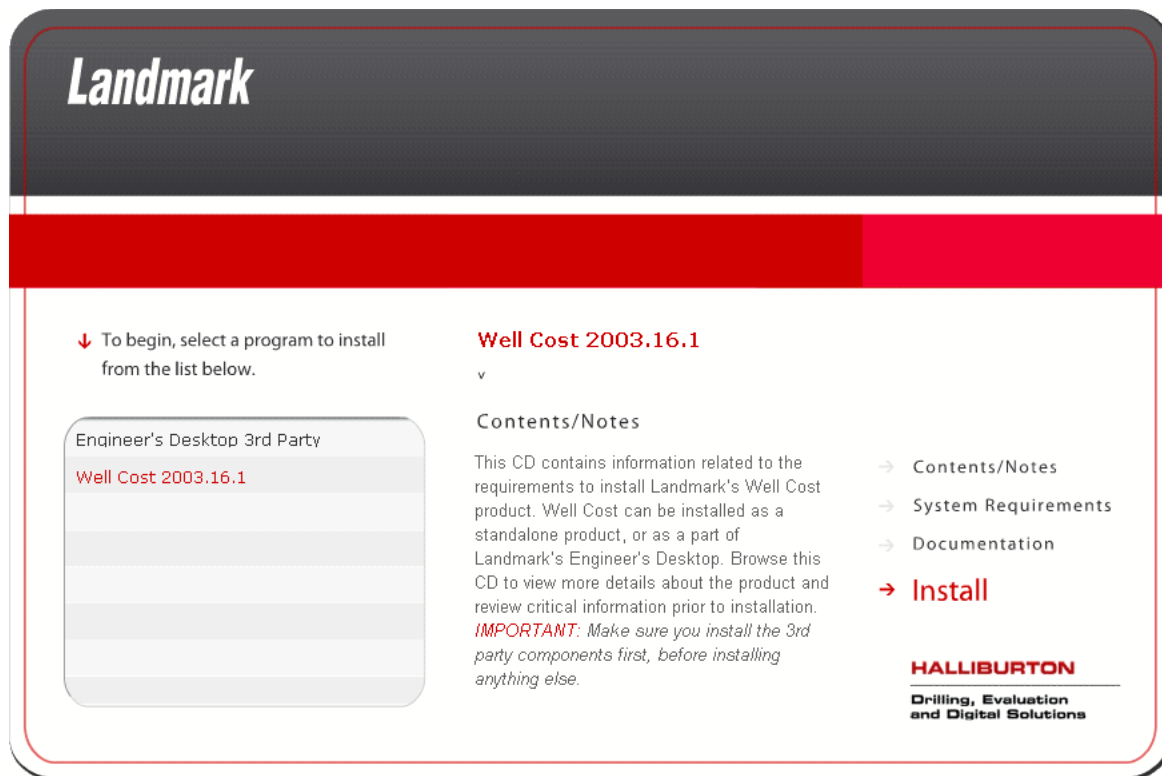 Landmark
To begin, select a program to install
from the list below.
Engineer's Desktop 3rd Party
Well Cost 2003.16.1
Well Cost 2003.16.1
v
Contents/Notes
This CD contains information related to the
requirements to install Landmark's Well Cost
product. Well Cost can be installed as a
standalone product, or as a part of
Landmark's Engineer's Desktop. Browse this
CD to view more details about the product and
review critical information prior to installation.
IMPORTANT: Make sure you install the 3rd
party components first, before installing
anything else.
Contents/Notes
System Requirements
Documentation
Install
HALLIBURTON
Drilling, Evaluation
and Digital Solutions